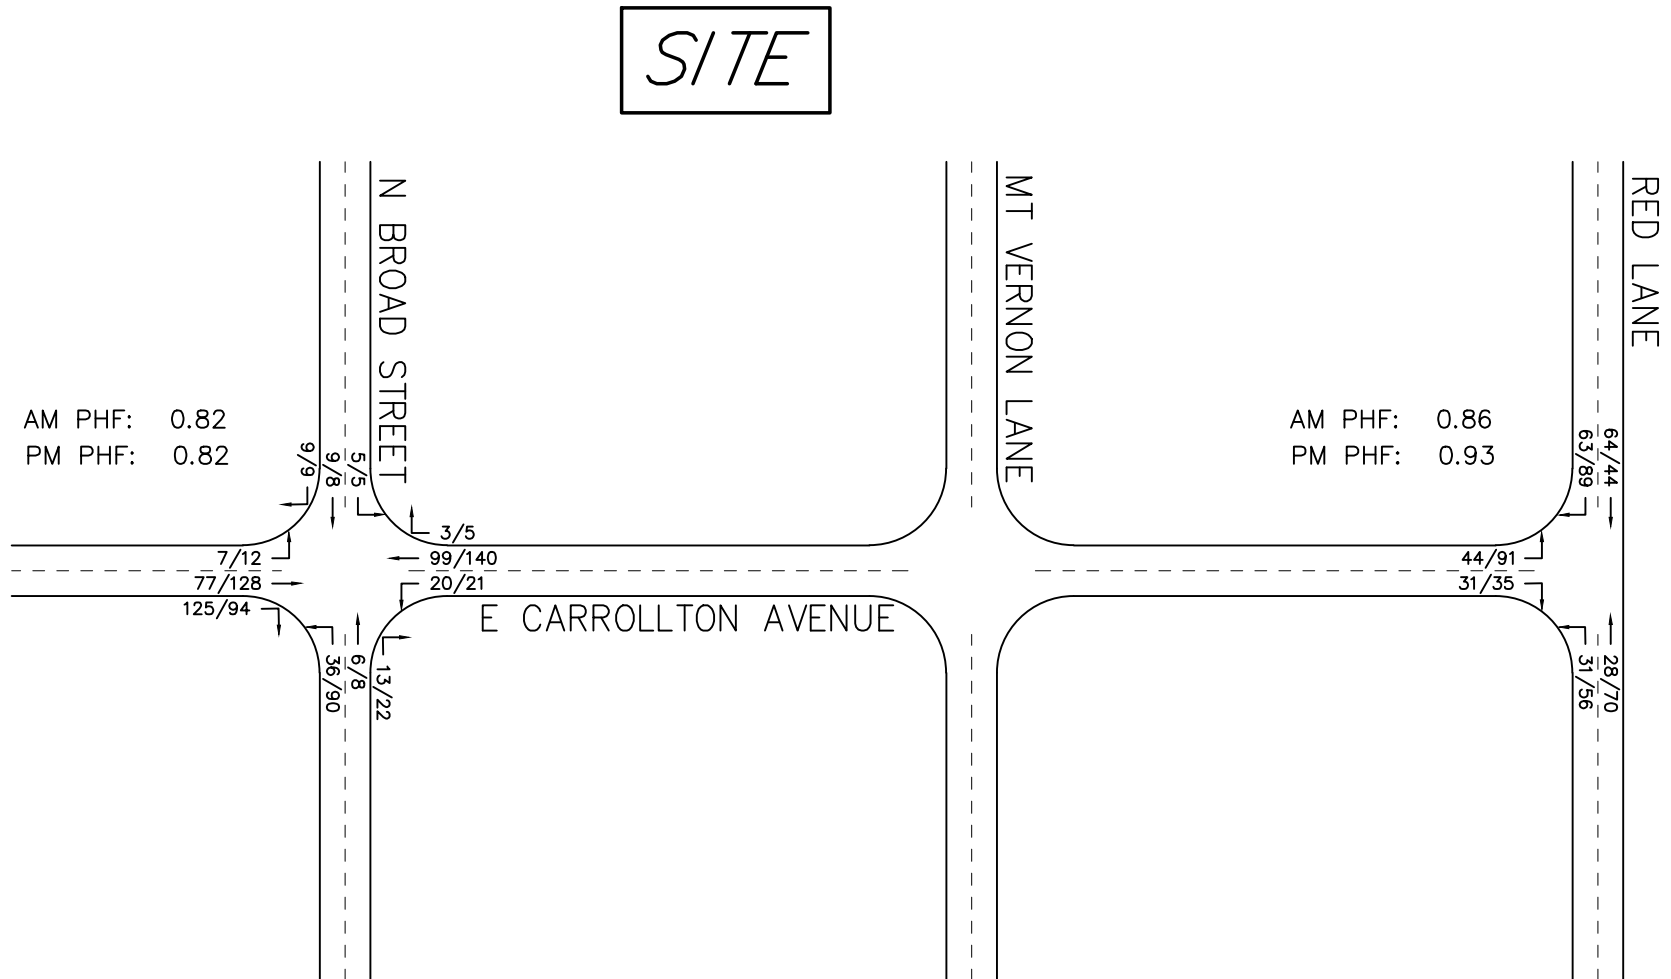 SITE
N BROAD STREET
MT VERNON LANE
RED LANE
AM PHF: 0.82
PM PHF: 0.82
AM PHF: 0.86
PM PHF: 0.93
9/9
9/8
5/5
63/89
64/44
3/5
7/12
99/140
44/91
77/128
20/21
31/35
125/94
E CARROLLTON AVENUE
36/90
6/8
13/22
31/56
28/70